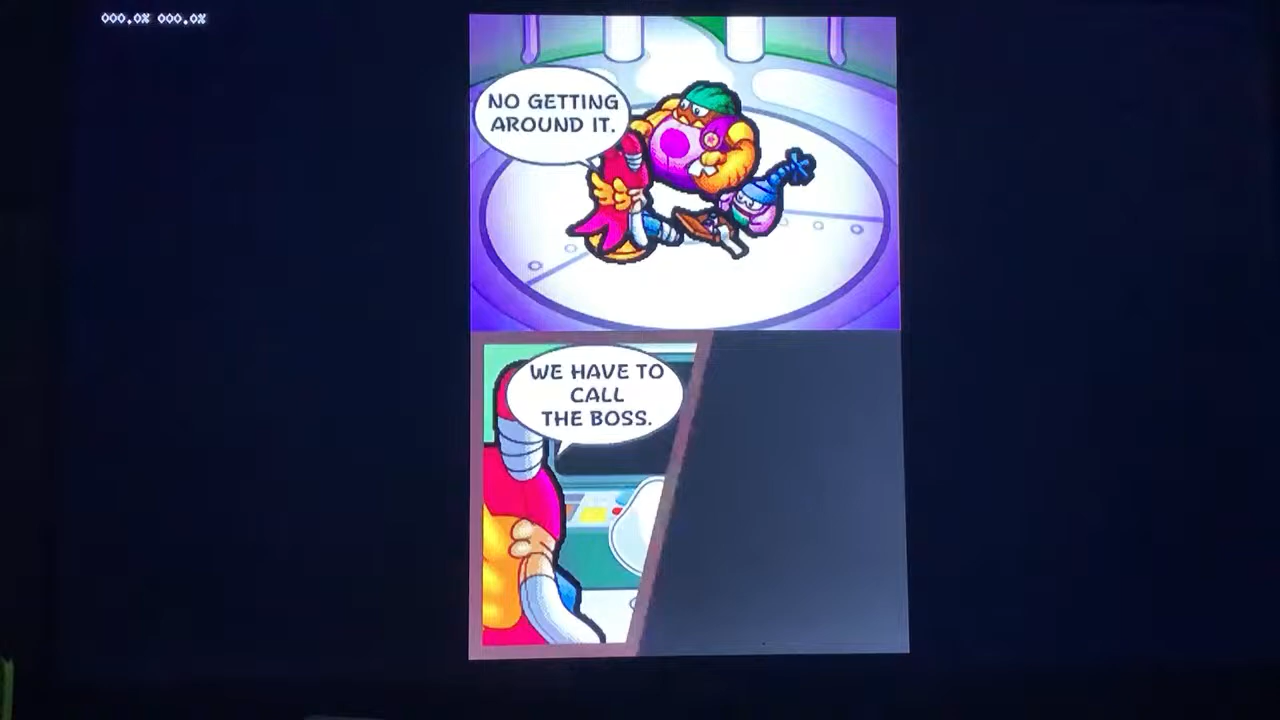 000.0% 000.0%
NO GETTING
AROUND IT.
WE HAVE TO
CALL
THE BOSS.